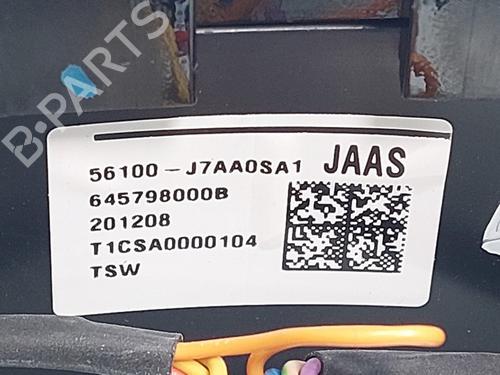 B-PARTS
56100-J7AA0SA1 JAAS
645798000B
201208
T1CSA0000104
TSW